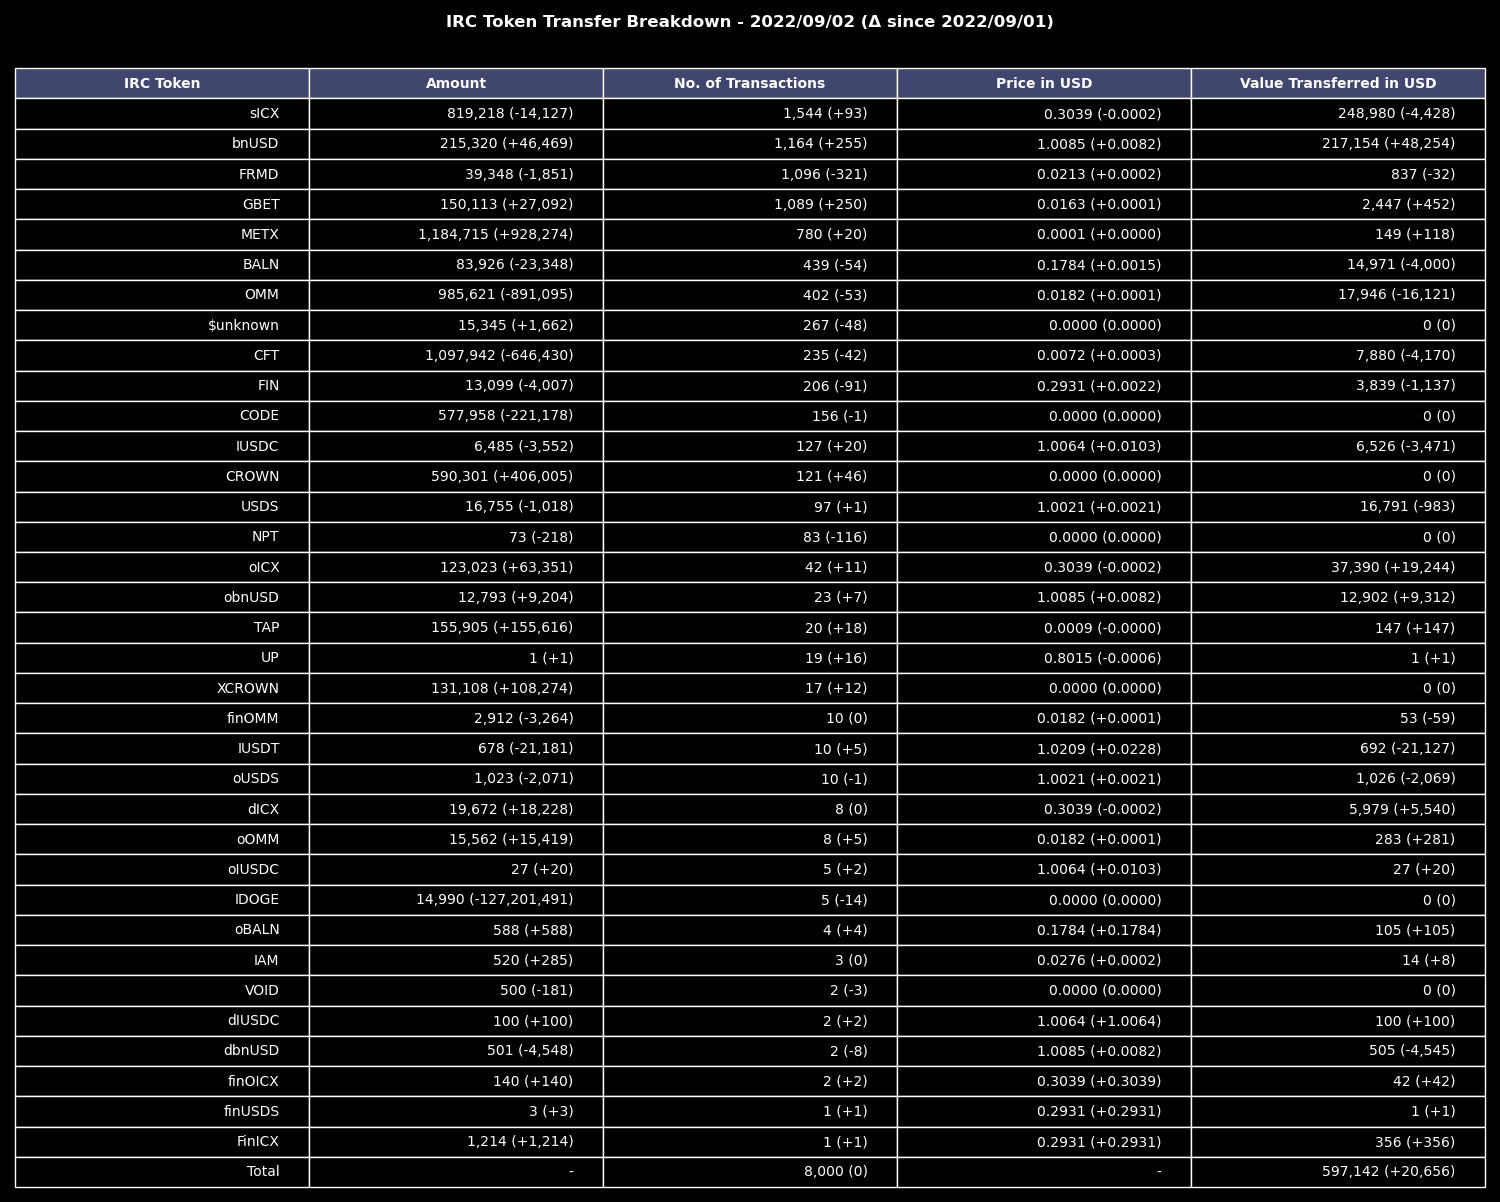 IRC Token Transfer Breakdown - 2022/09/02 (Δ since 2022/09/01)
IRC Token Amount No. of Transactions Price in USD Value Transferred in USD
sICX 819,218 (-14,127) 1,544 (+93) 0.3039 (-0.0002) 248,980 (-4,428)
bnUSD 215,320 (+46,469) 1,164 (+255) 1.0085 (+0.0082) 217,154 (+48,254)
FRMD 39,348 (-1,851) 1,096 (-321) 0.0213 (+0.0002) 837 (-32)
GBET 150,113 (+27,092) 1,089 (+250) 0.0163 (+0.0001) 2,447 (+452)
METX 1,184,715 (+928,274) 780 (+20) 0.0001 (+0.0000) 149 (+118)
BALN 83,926 (-23,348) 439 (-54) 0.1784 (+0.0015) 14,971 (-4,000)
OMM 985,621 (-891,095) 402 (-53) 0.0182 (+0.0001) 17,946 (-16,121)
$unknown 15,345 (+1,662) 267 (-48) 0.0000 (0.0000) 0 (0)
CFT 1,097,942 (-646,430) 235 (-42) 0.0072 (+0.0003) 7,880 (-4,170)
FIN 13,099 (-4,007) 206 (-91) 0.2931 (+0.0022) 3,839 (-1,137)
CODE 577,958 (-221,178) 156 (-1) 0.0000 (0.0000) 0 (0)
IUSDC 6,485 (-3,552) 127 (+20) 1.0064 (+0.0103) 6,526 (-3,471)
CROWN 590,301 (+406,005) 121 (+46) 0.0000 (0.0000) 0 (0)
USDS 16,755 (-1,018) 97 (+1) 1.0021 (+0.0021) 16,791 (-983)
NPT 73 (-218) 83 (-116) 0.0000 (0.0000) 0 (0)
oICX 123,023 (+63,351) 42 (+11) 0.3039 (-0.0002) 37,390 (+19,244)
obnUSD 12,793 (+9,204) 23 (+7) 1.0085 (+0.0082) 12,902 (+9,312)
TAP 155,905 (+155,616) 20 (+18) 0.0009 (-0.0000) 147 (+147)
UP 1 (+1) 19 (+16) 0.8015 (-0.0006) 1 (+1)
XCROWN 131,108 (+108,274) 17 (+12) 0.0000 (0.0000) 0 (0)
finOMM 2,912 (-3,264) 10 (0) 0.0182 (+0.0001) 53 (-59)
IUSDT 678 (-21,181) 10 (+5) 1.0209 (+0.0228) 692 (-21,127)
oUSDS 1,023 (-2,071) 10 (-1) 1.0021 (+0.0021) 1,026 (-2,069)
dICX 19,672 (+18,228) 8 (0) 0.3039 (-0.0002) 5,979 (+5,540)
oOMM 15,562 (+15,419) 8 (+5) 0.0182 (+0.0001) 283 (+281)
oIUSDC 27 (+20) 5 (+2) 1.0064 (+0.0103) 27 (+20)
IDOGE 14,990 (-127,201,491) 5 (-14) 0.0000 (0.0000) 0 (0)
oBALN 588 (+588) 4 (+4) 0.1784 (+0.1784) 105 (+105)
IAM 520 (+285) 3 (0) 0.0276 (+0.0002) 14 (+8)
VOID 500 (-181) 2 (-3) 0.0000 (0.0000) 0 (0)
dIUSDC 100 (+100) 2 (+2) 1.0064 (+1.0064) 100 (+100)
dbnUSD 501 (-4,548) 2 (-8) 1.0085 (+0.0082) 505 (-4,545)
finOICX 140 (+140) 2 (+2) 0.3039 (+0.3039) 42 (+42)
finUSDS 3 (+3) 1 (+1) 0.2931 (+0.2931) 1 (+1)
FinICX 1,214 (+1,214) 1 (+1) 0.2931 (+0.2931) 356 (+356)
Total - 8,000 (0) - 597,142 (+20,656)